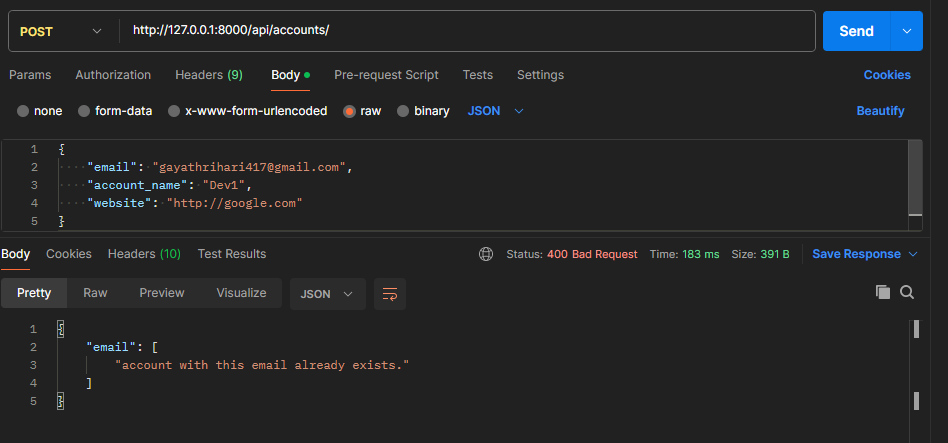 POST http://127.0.0.1:8000/api/accounts/ Send
Params Authorization Headers (9) Body Pre-request Script Tests Settings Cookies
none form-data x-www-form-urlencoded raw binary JSON Beautify
1 {
2 "email": "gayathrihari417@gmail.com",
3 "account_name": "Dev1",
4 "website": "http://google.com"
5 }
Body Cookies Headers (10) Test Results Status: 400 Bad Request Time: 183 ms Size: 391 B Save Response
Pretty Raw Preview Visualize JSON
1 {
2 "email": [
3 "account with this email already exists."
4 ]
5 }